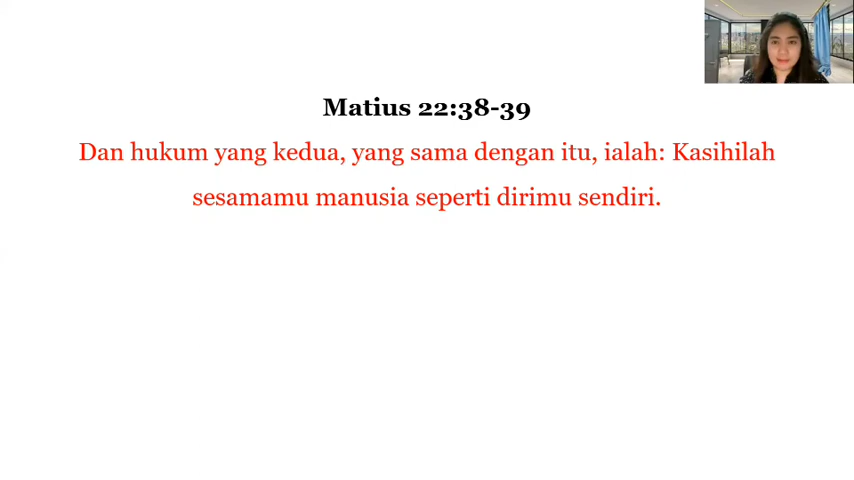 Matius 22:38-39
Dan hukum yang kedua, yang sama dengan itu, ialah: Kasihilah
sesamamu manusia seperti dirimu sendiri.